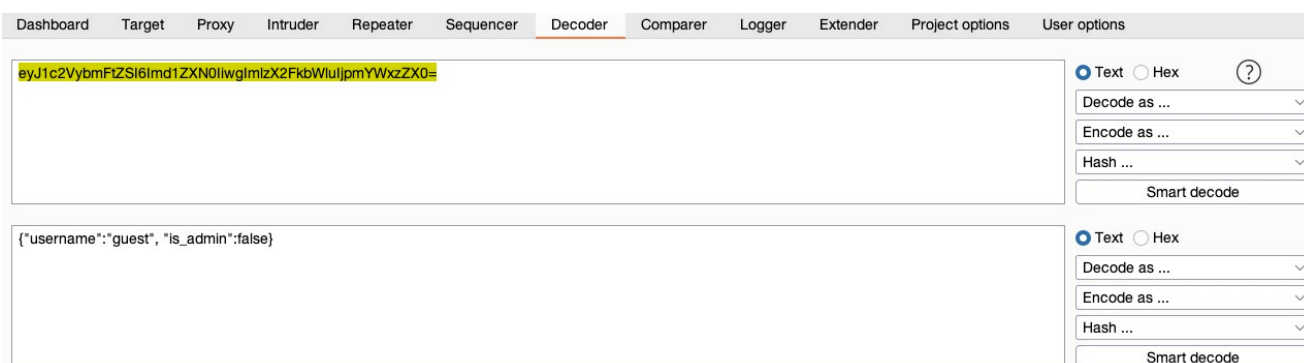 Dashboard Target Proxy Intruder Repeater Sequencer Decoder Comparer Logger Extender Project options User options
eyJ1c2VybmFtZSI6Imd1ZXN0IiwgImlzX2FkbWluIjpmYWxzZX0=
Text Hex ?
Decode as ...
Encode as ...
Hash ...
Smart decode
{"username":"guest", "is_admin":false}
Text Hex
Decode as ...
Encode as ...
Hash ...
Smart decode